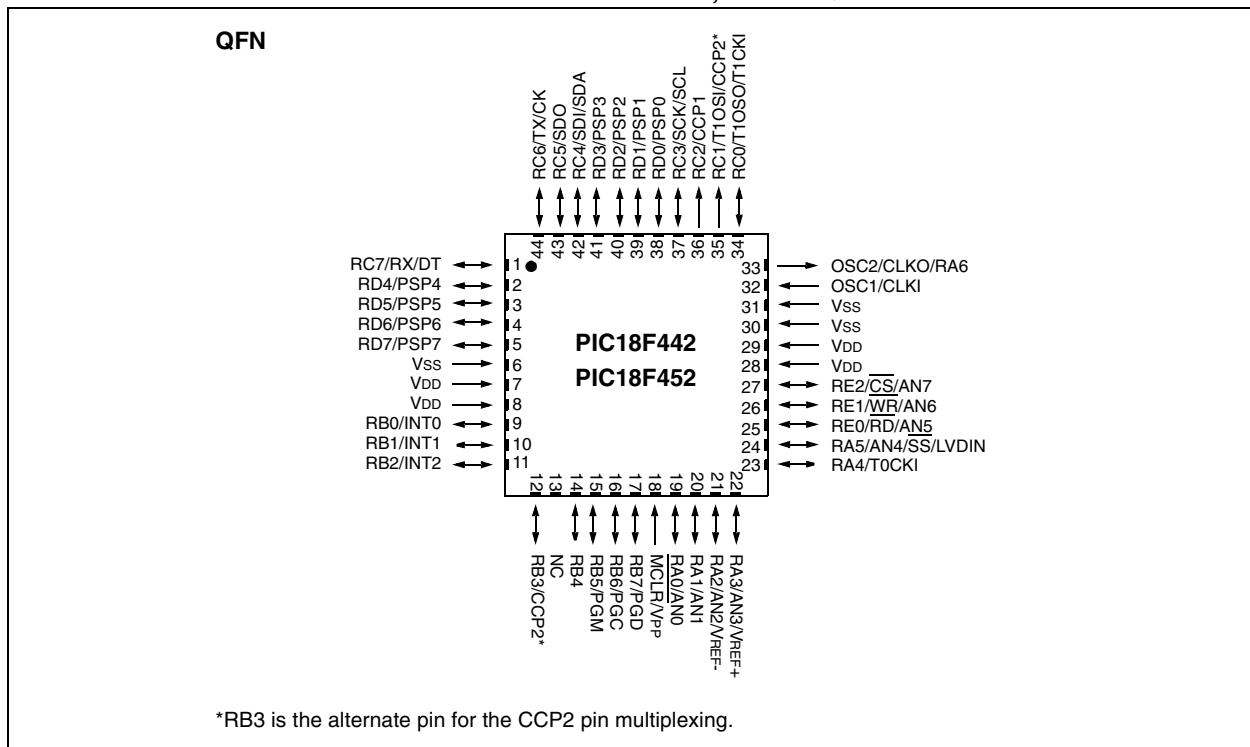 QFN
RC6/TX/CK
RC5/SDO
RC4/SDI/SDA
RD3/PSP3
RD2/PSP2
RD1/PSP1
RD0/PSP0
RC3/SCK/SCL
RC2/CCP1
RC1/T1OSI/CCP2*
RC0/T1OSO/T1CKI
44
43
42
41
40
39
38
37
36
35
34
RC7/RX/DT 1
RD4/PSP4 2
RD5/PSP5 3
RD6/PSP6 4
RD7/PSP7 5
VSS 6
VDD 7
VDD 8
RB0/INT0 9
RB1/INT1 10
RB2/INT2 11
PIC18F442
PIC18F452
33 OSC2/CLKO/RA6
32 OSC1/CLKI
31 VSS
30 VSS
29 VDD
28 VDD
27 RE2/CS/AN7
26 RE1/WR/AN6
25 RE0/RD/AN5
24 RA5/AN4/SS/LVDIN
23 RA4/T0CKI
12
13
14
15
16
17
18
19
20
21
22
RB3/CCP2*
NC
RB4
RB5/PGM
RB6/PGC
RB7/PGD
MCLR/VPP
RA0/AN0
RA1/AN1
RA2/AN2/VREF-
RA3/AN3/VREF+
*RB3 is the alternate pin for the CCP2 pin multiplexing.